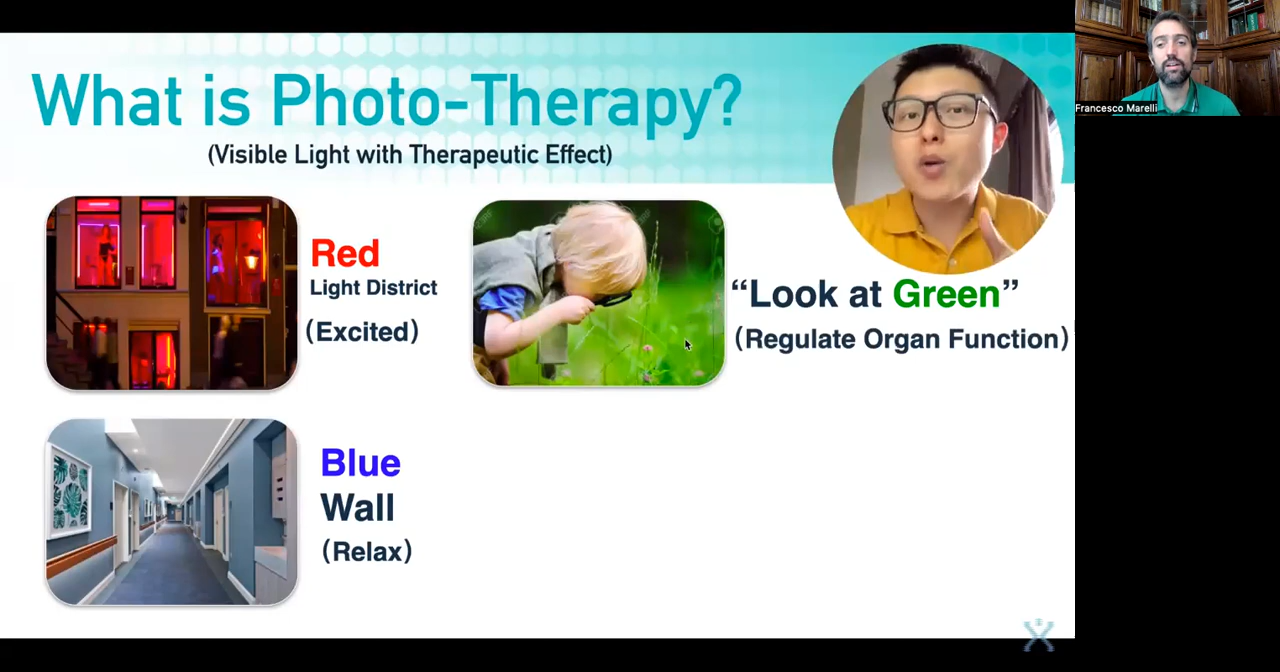 What is Photo-Therapy?
(Visible Light with Therapeutic Effect)
Red
Light District
(Excited)
“Look at Green”
(Regulate Organ Function)
Blue
Wall
(Relax)
Francesco Marelli